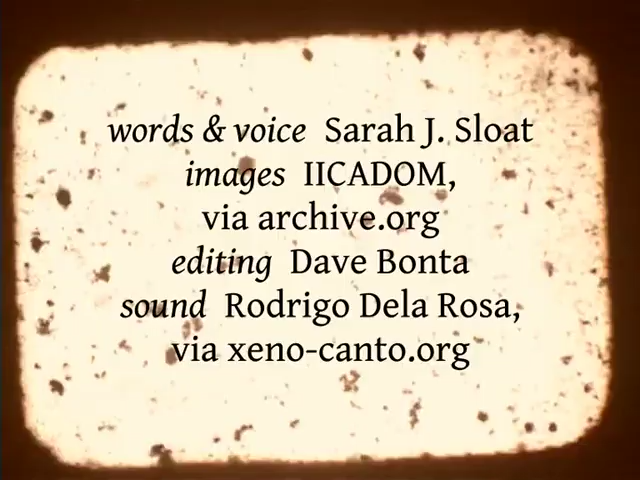 words & voice Sarah J. Sloat
images IICADOM,
via archive.org
editing Dave Bonta
sound Rodrigo Dela Rosa,
via xeno-canto.org